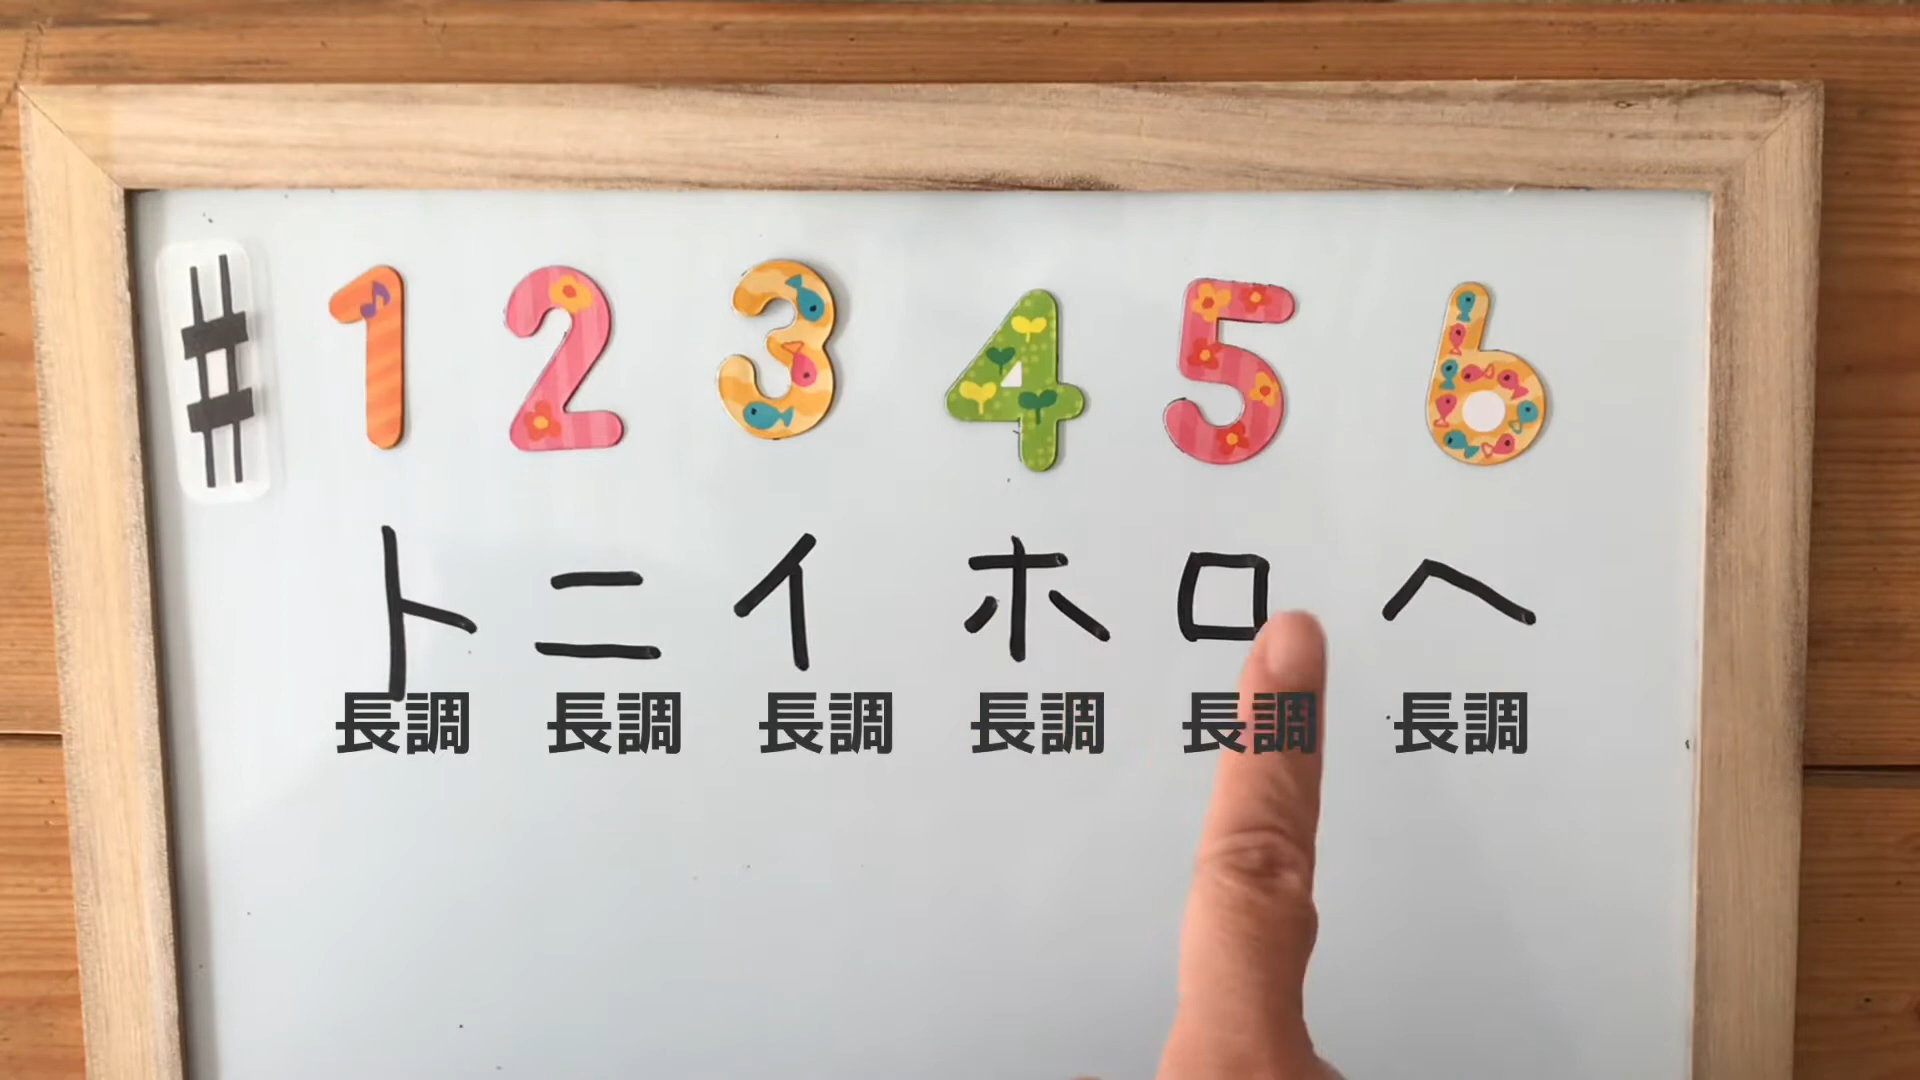 ♯ 1 2 3 4 5 6
ト ニ イ ホ ロ ヘ
長調 長調 長調 長調 長調 長調